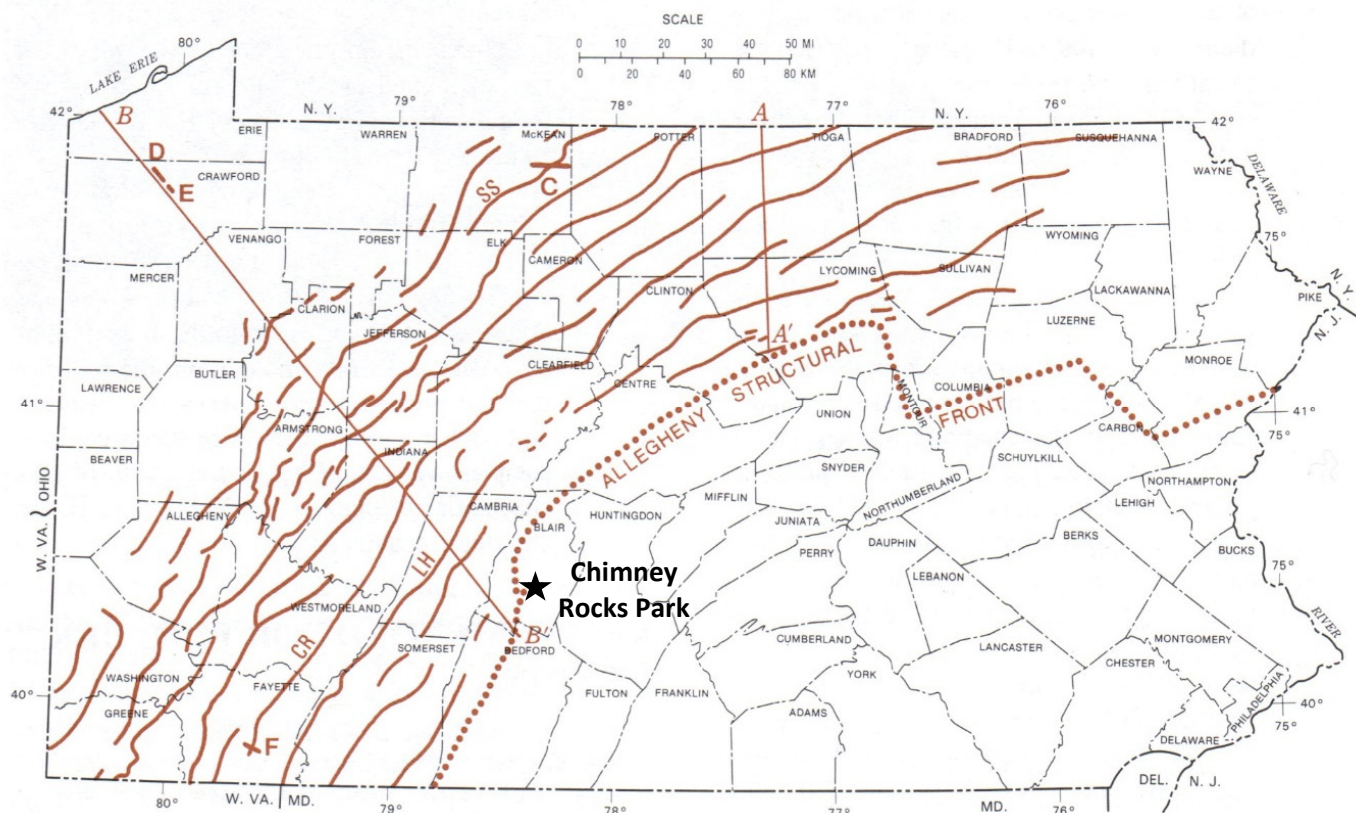 SCALE
0 10 20 30 40 50 MI
0 20 40 60 80 KM
LAKE ERIE
80°
42°
B
N. Y.
79°
78°
A
77°
N. Y.
76°
42°
ERIE
WARREN
McKEAN
POTTER
TIOGA
BRADFORD
SUSQUEHANNA
WAYNE
DELAWARE
D
E
CRAWFORD
SS
C
VENANGO
FOREST
ELK
CAMERON
WYOMING
75°
MERCER
CLARION
JEFFERSON
CLINTON
LYCOMING
SULLIVAN
LACKAWANNA
N. Y.
PIKE
N. J.
LUZERNE
A'
LAWRENCE
BUTLER
CLEARFIELD
CENTRE
MONROE
41°
ARMSTRONG
INDIANA
ALLEGHENY STRUCTURAL FRONT
UNION
MONTOUR
COLUMBIA
CARBON
41°
75°
BEAVER
SNYDER
SCHUYLKILL
NORTHAMPTON
W. VA. OHIO
ALLEGHENY
CAMBRIA
BLAIR
HUNTINGDON
MIFFLIN
NORTHUMBERLAND
LEHIGH
JUNIATA
PERRY
DAUPHIN
BERKS
BUCKS
LH
Chimney
Rocks Park
LEBANON
75°
WESTMORELAND
B'
RIVER
CR
SOMERSET
BEDFORD
CUMBERLAND
LANCASTER
MONTGOMERY
WASHINGTON
FAYETTE
FULTON
FRANKLIN
YORK
CHESTER
PHILADELPHIA
40°
GREENE
ADAMS
40°
75°
F
DELAWARE
80°
W. VA.
MD.
79°
78°
77°
MD.
76°
DEL.
N. J.